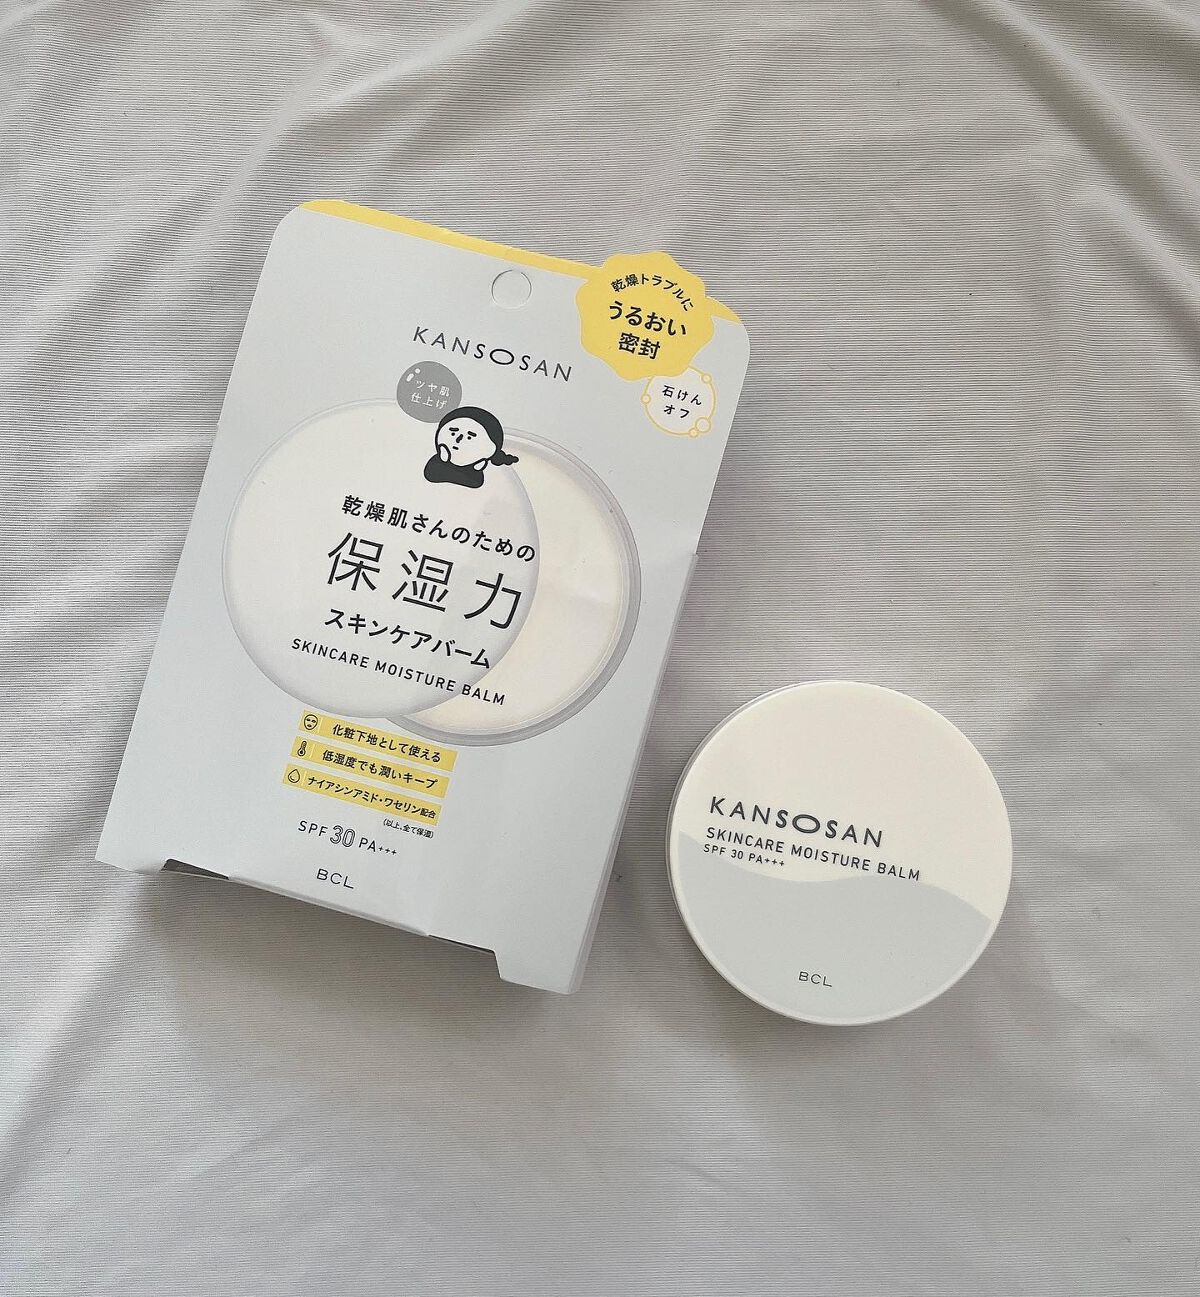 乾燥トラブルに
うるおい
密封
KANSOSAN
石けん
オフ
ツヤ肌
仕上げ
乾燥肌さんのための
保湿力
スキンケアバーム
SKINCARE MOISTURE BALM
化粧下地として使える
低湿度でも潤いキープ
ナイアシンアミド・ワセリン配合
(以上、全て保湿)
SPF 30 PA+++
BCL
KANSOSAN
SKINCARE MOISTURE BALM
SPF 30 PA+++
BCL